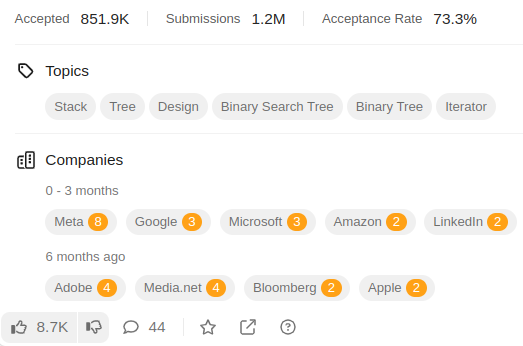 Accepted 851.9K Submissions 1.2M Acceptance Rate 73.3%
Topics
Stack Tree Design Binary Search Tree Binary Tree Iterator
Companies
0 - 3 months
Meta 8 Google 3 Microsoft 3 Amazon 2 LinkedIn 2
6 months ago
Adobe 4 Media.net 4 Bloomberg 2 Apple 2
8.7K 44